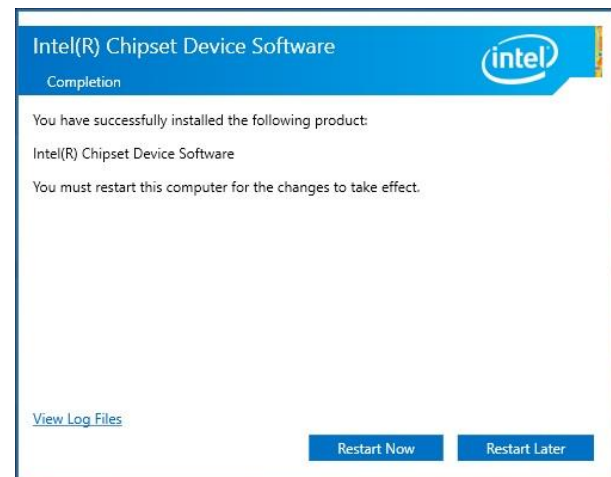 Intel(R) Chipset Device Software
intel
Completion
You have successfully installed the following product:
Intel(R) Chipset Device Software
You must restart this computer for the changes to take effect.
View Log Files
Restart Now
Restart Later